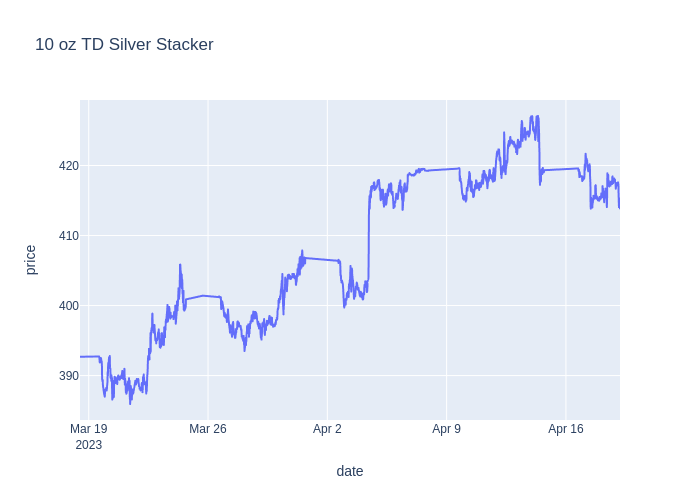 10 oz TD Silver Stacker
price
420
410
400
390
Mar 19
2023
Mar 26
Apr 2
Apr 9
Apr 16
date